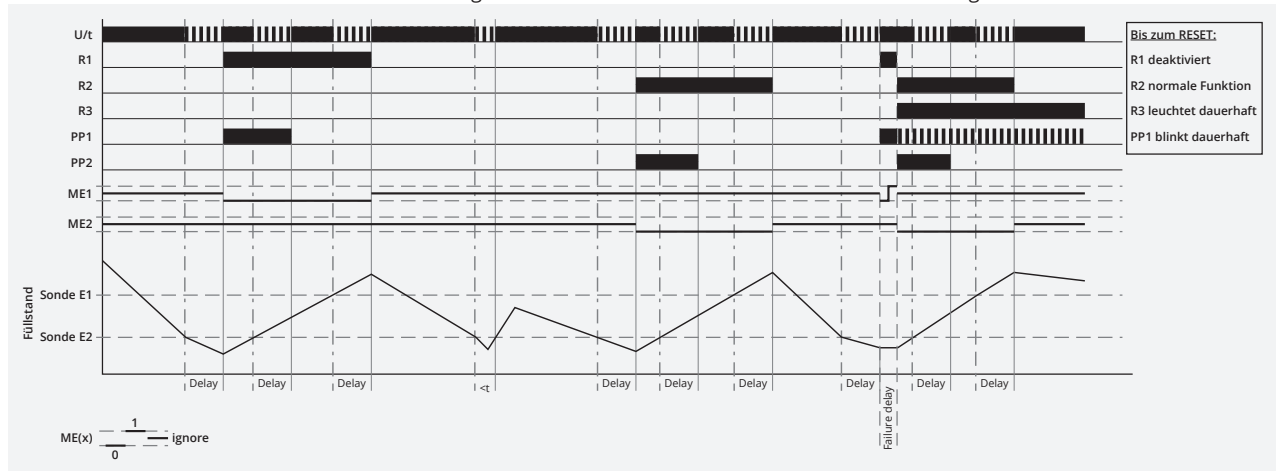 U/t
R1
R2
R3
PP1
PP2
ME1
ME2
Bis zum RESET:
R1 deaktiviert
R2 normale Funktion
R3 leuchtet dauerhaft
PP1 blinkt dauerhaft
Füllstand
Sonde E1
Sonde E2
Delay Delay Delay <t Delay Delay Delay Delay Delay Delay
Failure delay
ME(x)
1
ignore
0